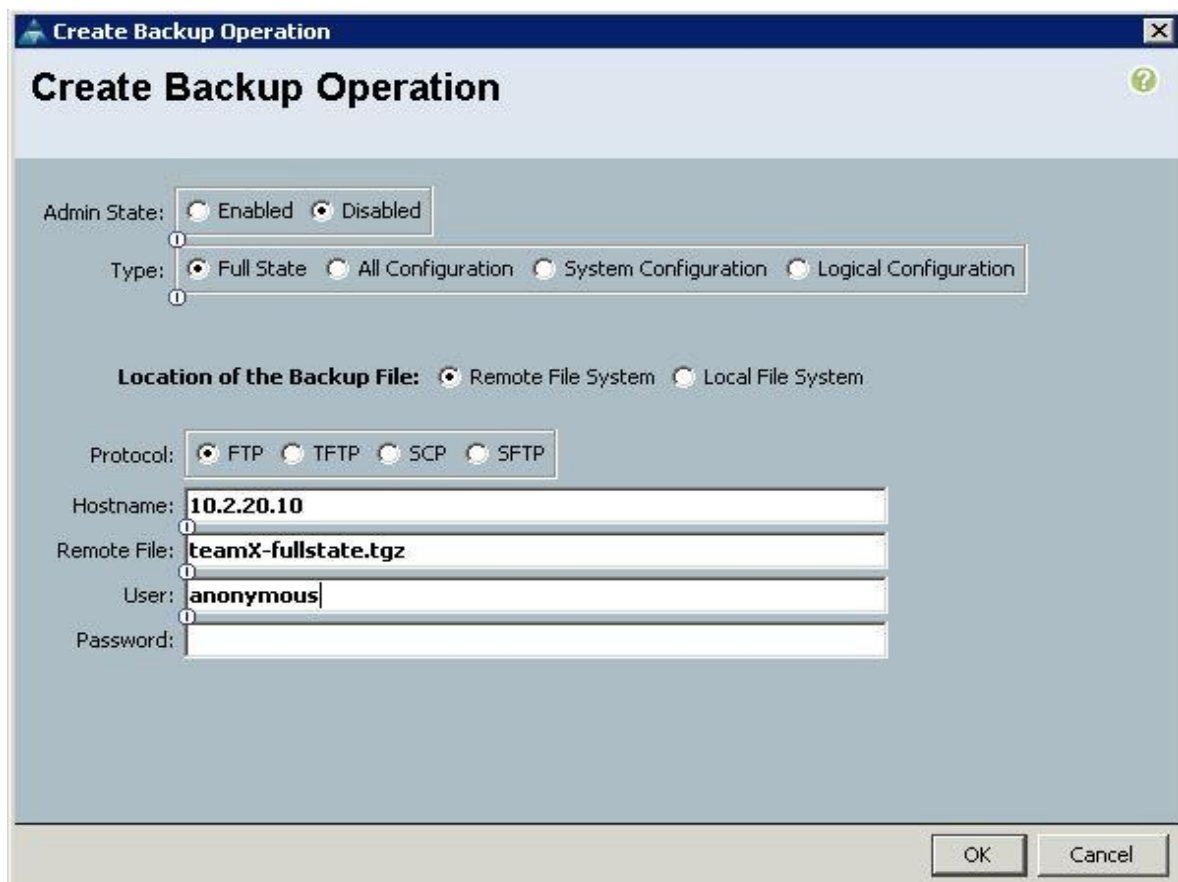 Create Backup Operation
Create Backup Operation
Admin State: Enabled Disabled
Type: Full State All Configuration System Configuration Logical Configuration
Location of the Backup File: Remote File System Local File System
Protocol: FTP TFTP SCP SFTP
Hostname: 10.2.20.10
Remote File: teamX-fullstate.tgz
User: anonymous
Password:
OK Cancel